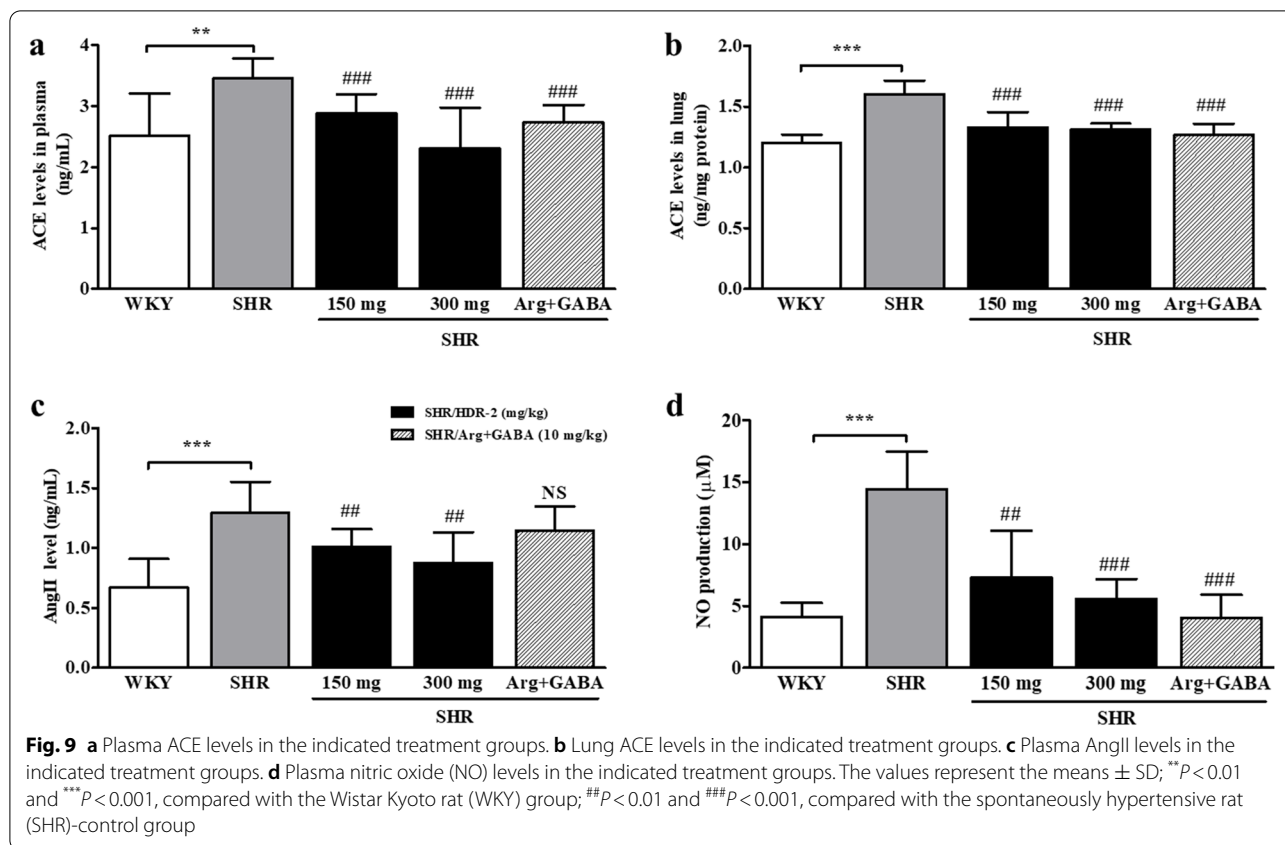 a
ACE levels in plasma
(ng/mL)
4
3
2
1
0
**
###
###
###
WKY
SHR
150 mg
300 mg
Arg+GABA
SHR
b
ACE levels in lung
(ng/mg protein)
2.0
1.5
1.0
0.5
0.0
***
###
###
###
WKY
SHR
150 mg
300 mg
Arg+GABA
SHR
c
SHR/HDR-2 (mg/kg)
SHR/Arg+GABA (10 mg/kg)
AngII level (ng/mL)
2.0
1.5
1.0
0.5
0.0
***
##
##
NS
WKY
SHR
150 mg
300 mg
Arg+GABA
SHR
d
NO production (µM)
20
15
10
5
0
***
##
###
###
WKY
SHR
150 mg
300 mg
Arg+GABA
SHR
Fig. 9 a Plasma ACE levels in the indicated treatment groups. b Lung ACE levels in the indicated treatment groups. c Plasma AngII levels in the
indicated treatment groups. d Plasma nitric oxide (NO) levels in the indicated treatment groups. The values represent the means ± SD; **P < 0.01
and ***P < 0.001, compared with the Wistar Kyoto rat (WKY) group; ##P < 0.01 and ###P < 0.001, compared with the spontaneously hypertensive rat
(SHR)-control group